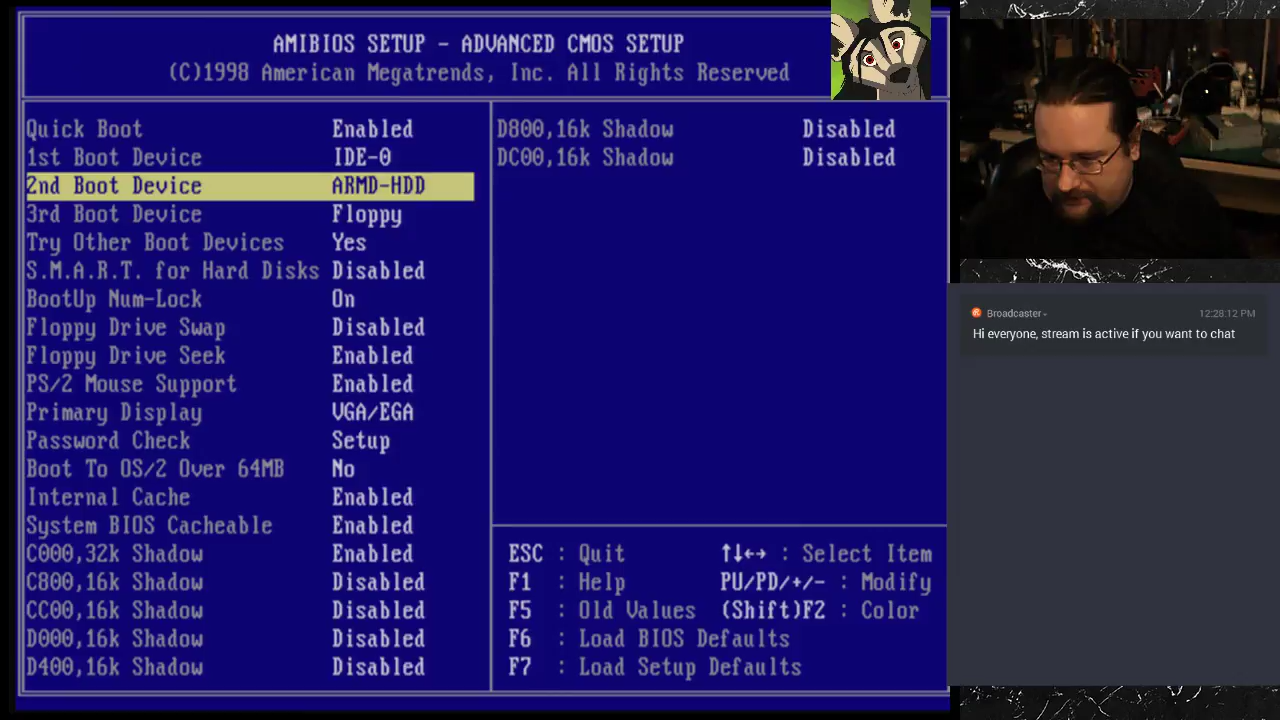 AMIBIOS SETUP - ADVANCED CMOS SETUP
(C)1998 American Megatrends, Inc. All Rights Reserved
Quick Boot Enabled
1st Boot Device IDE-0
2nd Boot Device ARMD-HDD
3rd Boot Device Floppy
Try Other Boot Devices Yes
S.M.A.R.T. for Hard Disks Disabled
BootUp Num-Lock On
Floppy Drive Swap Disabled
Floppy Drive Seek Enabled
PS/2 Mouse Support Enabled
Primary Display VGA/EGA
Password Check Setup
Boot To OS/2 Over 64MB No
Internal Cache Enabled
System BIOS Cacheable Enabled
C000,32k Shadow Enabled
C800,16k Shadow Disabled
CC00,16k Shadow Disabled
D000,16k Shadow Disabled
D400,16k Shadow Disabled
D800,16k Shadow Disabled
DC00,16k Shadow Disabled
ESC : Quit ↑↓←→ : Select Item
F1 : Help PU/PD/+/- : Modify
F5 : Old Values (Shift)F2 : Color
F6 : Load BIOS Defaults
F7 : Load Setup Defaults
Broadcaster 12:28:12 PM
Hi everyone, stream is active if you want to chat